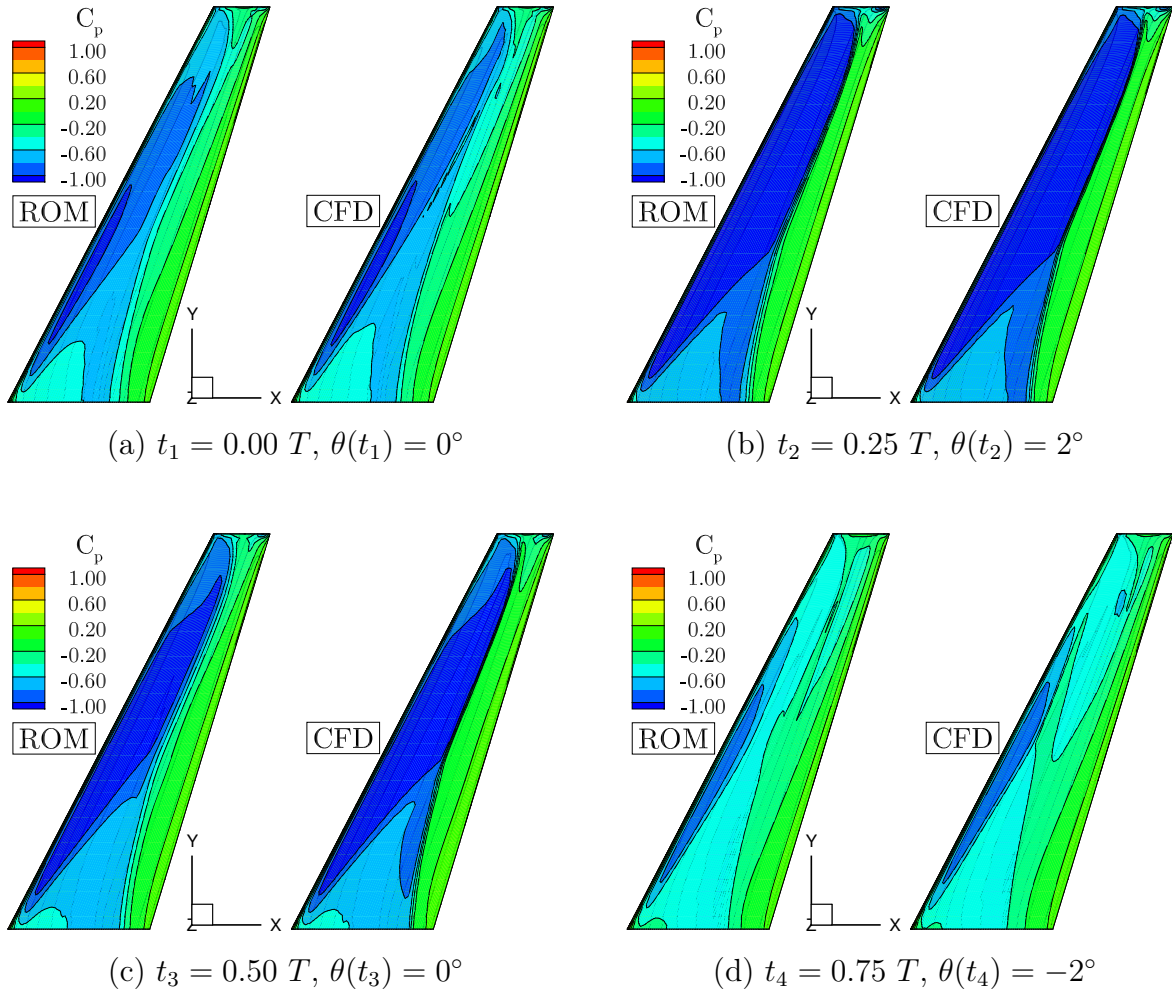 C_p
1.00
0.60
0.20
-0.20
-0.60
-1.00
ROM
CFD
Y
Z X
(a) t₁ = 0.00 T, θ(t₁) = 0°
C_p
1.00
0.60
0.20
-0.20
-0.60
-1.00
ROM
CFD
Y
Z X
(b) t₂ = 0.25 T, θ(t₂) = 2°
C_p
1.00
0.60
0.20
-0.20
-0.60
-1.00
ROM
CFD
Y
Z X
(c) t₃ = 0.50 T, θ(t₃) = 0°
C_p
1.00
0.60
0.20
-0.20
-0.60
-1.00
ROM
CFD
Y
Z X
(d) t₄ = 0.75 T, θ(t₄) = −2°